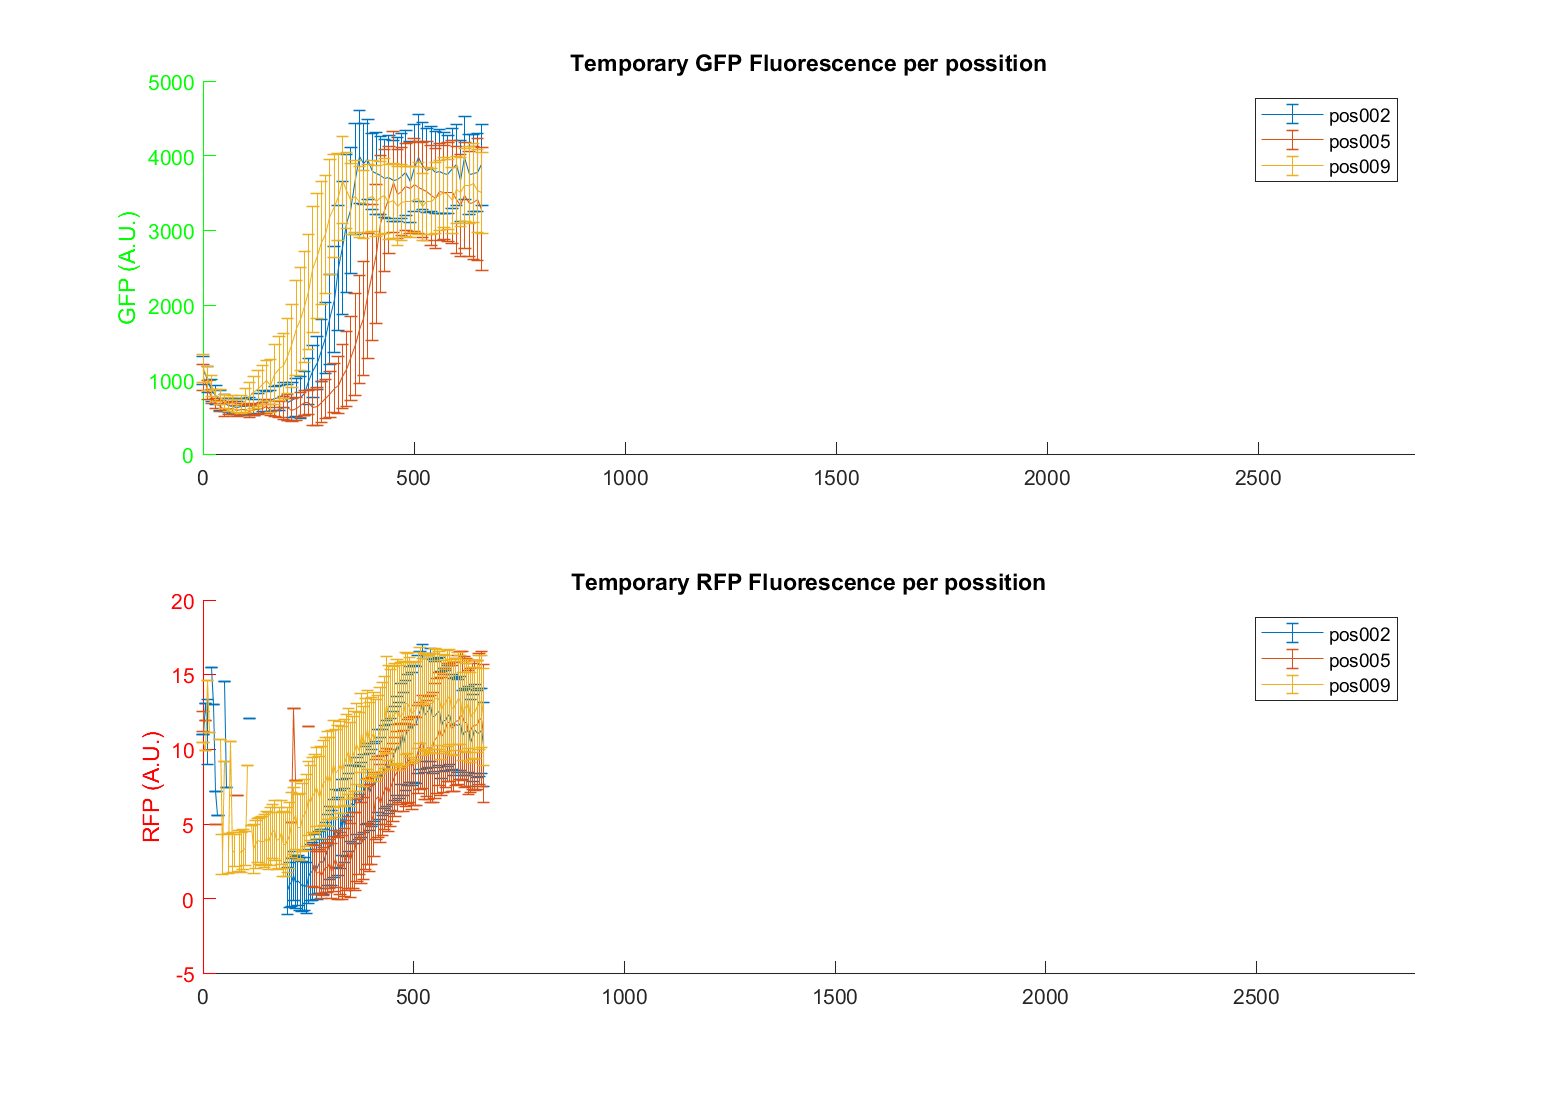 Temporary GFP Fluorescence per possition
GFP (A.U.)
5000
4000
3000
2000
1000
0
0 500 1000 1500 2000 2500
pos002
pos005
pos009
Temporary RFP Fluorescence per possition
RFP (A.U.)
20
15
10
5
0
-5
0 500 1000 1500 2000 2500
pos002
pos005
pos009